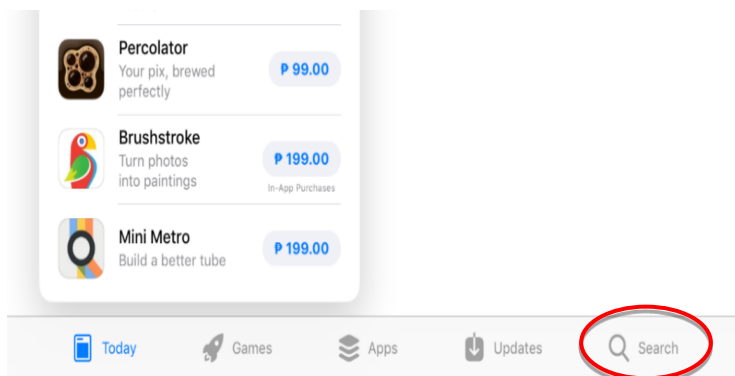 Percolator
Your pix, brewed
perfectly
₱ 99.00
Brushstroke
Turn photos
into paintings
₱ 199.00
In-App Purchases
Mini Metro
Build a better tube
₱ 199.00
Today
Games
Apps
Updates
Search